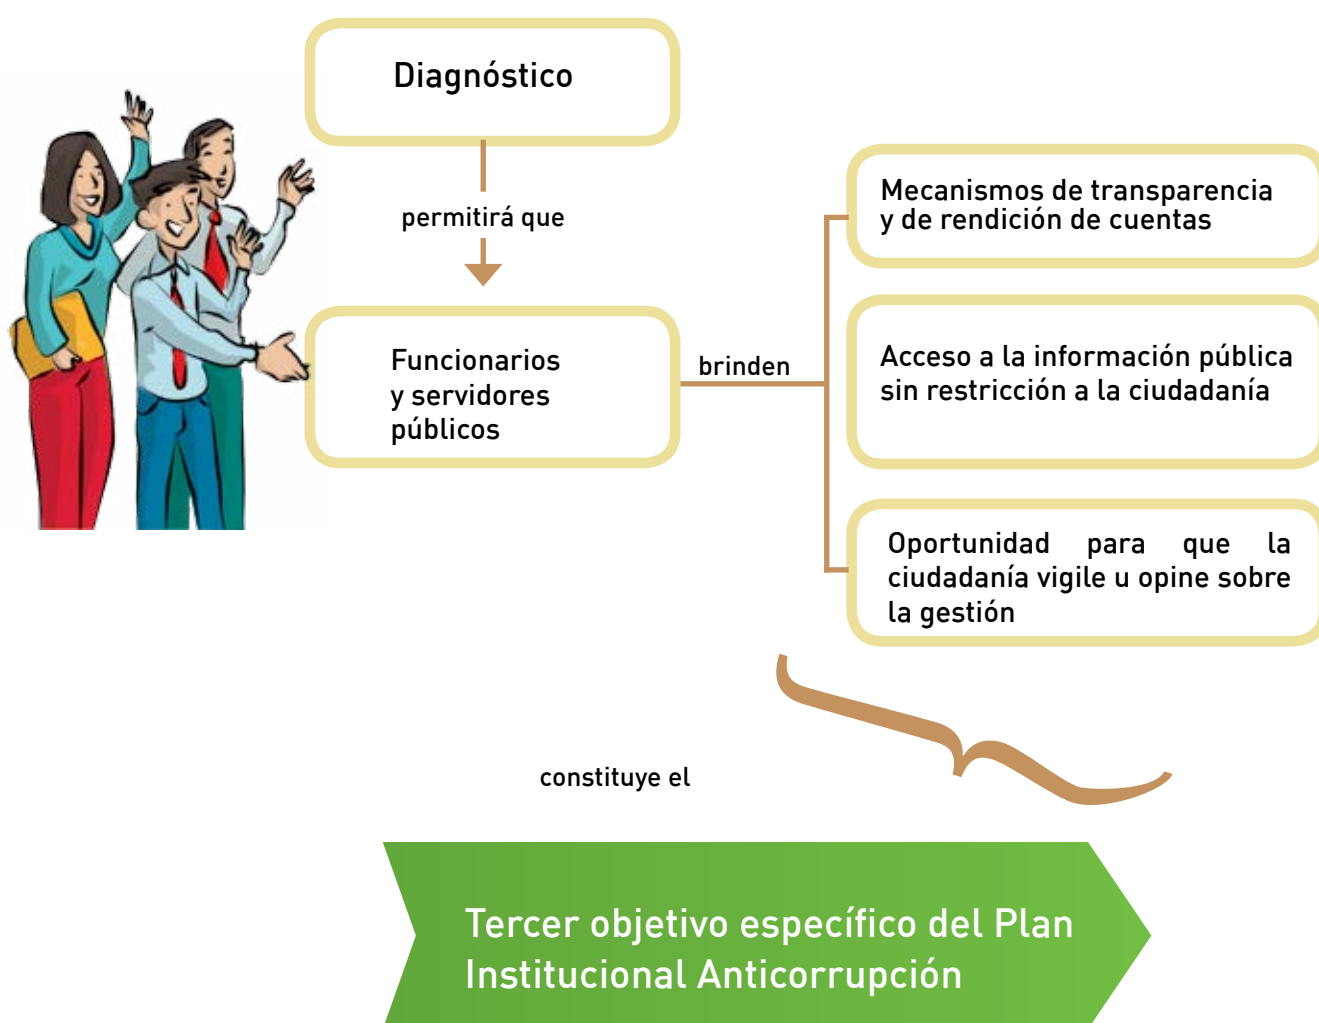 Diagnóstico
permitirá que
Funcionarios
y servidores
públicos
brinden
Mecanismos de transparencia
y de rendición de cuentas
Acceso a la información pública
sin restricción a la ciudadanía
Oportunidad para que la
ciudadanía vigile u opine sobre
la gestión
constituye el
Tercer objetivo específico del Plan
Institucional Anticorrupción